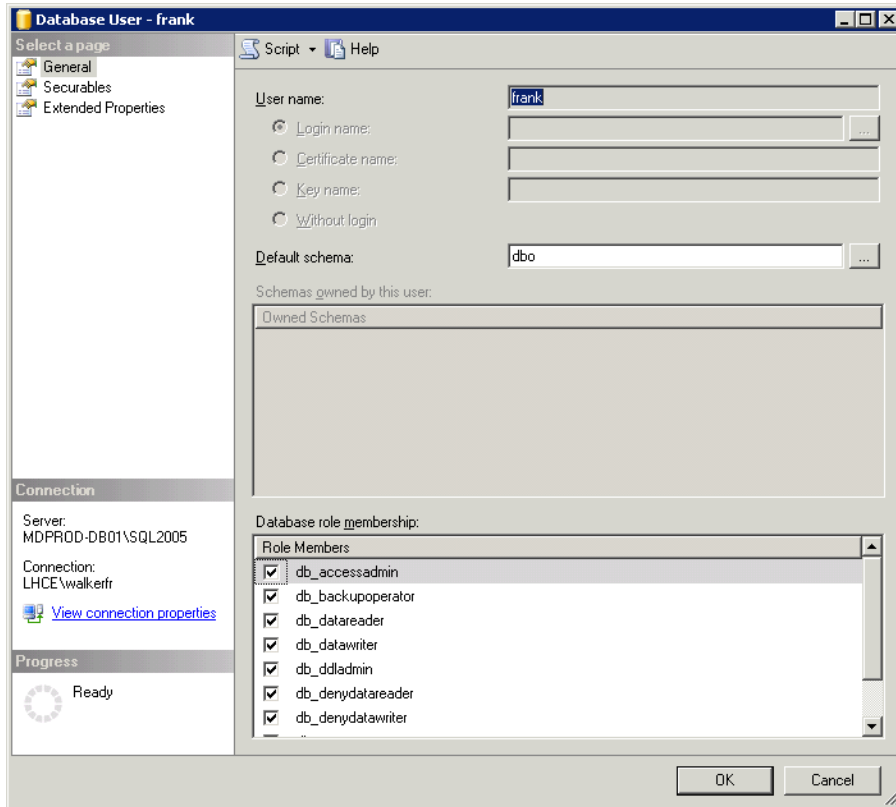 Database User - frank
Select a page
General
Securables
Extended Properties
Script
Help
User name:
frank
Login name:
...
Certificate name:
Key name:
Without login
Default schema:
dbo
...
Schemas owned by this user:
Owned Schemas
Connection
Server:
MDPROD-DB01\SQL2005
Connection:
LHCE\walkerfr
View connection properties
Progress
Ready
Database role membership:
Role Members
db_accessadmin
db_backupoperator
db_datareader
db_datawriter
db_ddladmin
db_denydatareader
db_denydatawriter
OK
Cancel